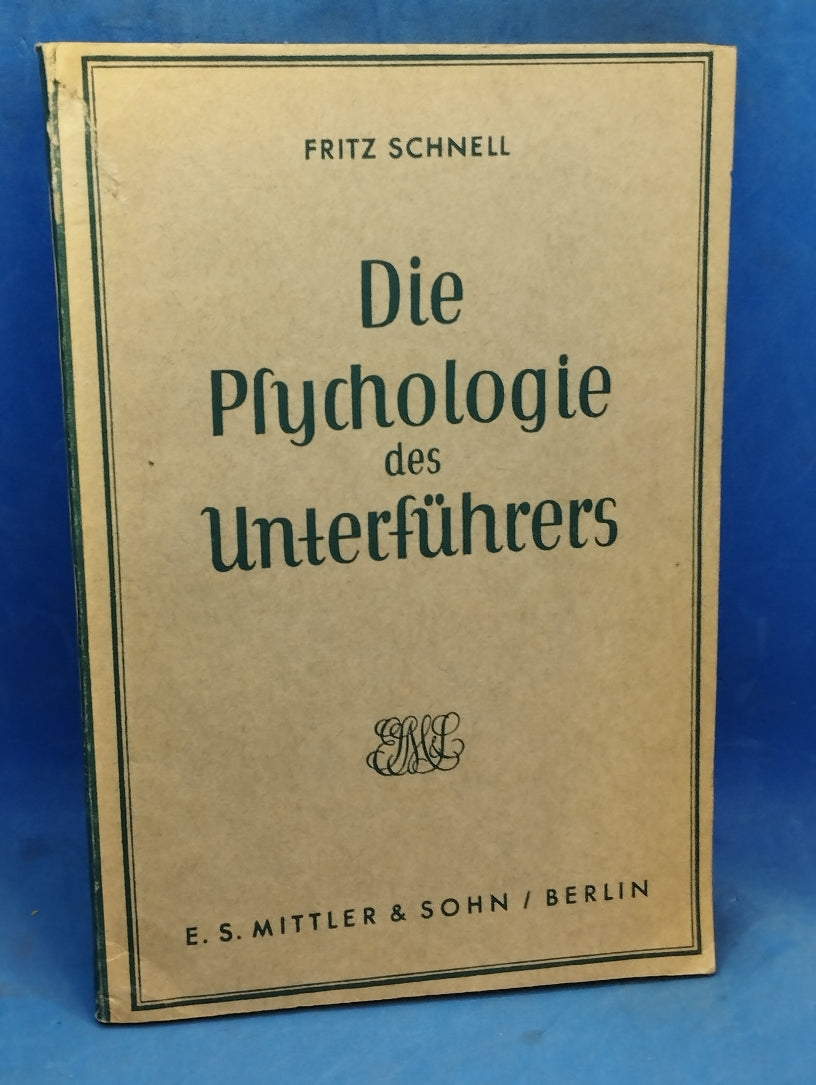 FRITZ SCHNELL
Die
Pſychologie
des
Unterführers
E. S. MITTLER & SOHN / BERLIN